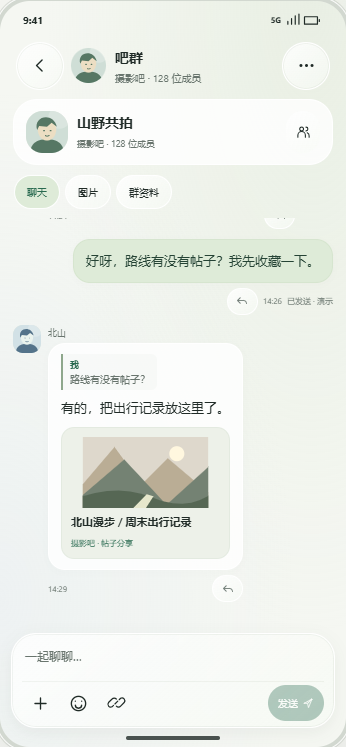 9:41
5G
吧群
摄影吧 · 128 位成员
山野共拍
摄影吧 · 128 位成员
聊天
图片
群资料
好呀，路线有没有帖子？我先收藏一下。
14:26 已发送 · 演示
北山
我
路线有没有帖子？
有的，把出行记录放这里了。
北山漫步 / 周末出行记录
摄影吧 · 帖子分享
14:29
一起聊聊...
发送